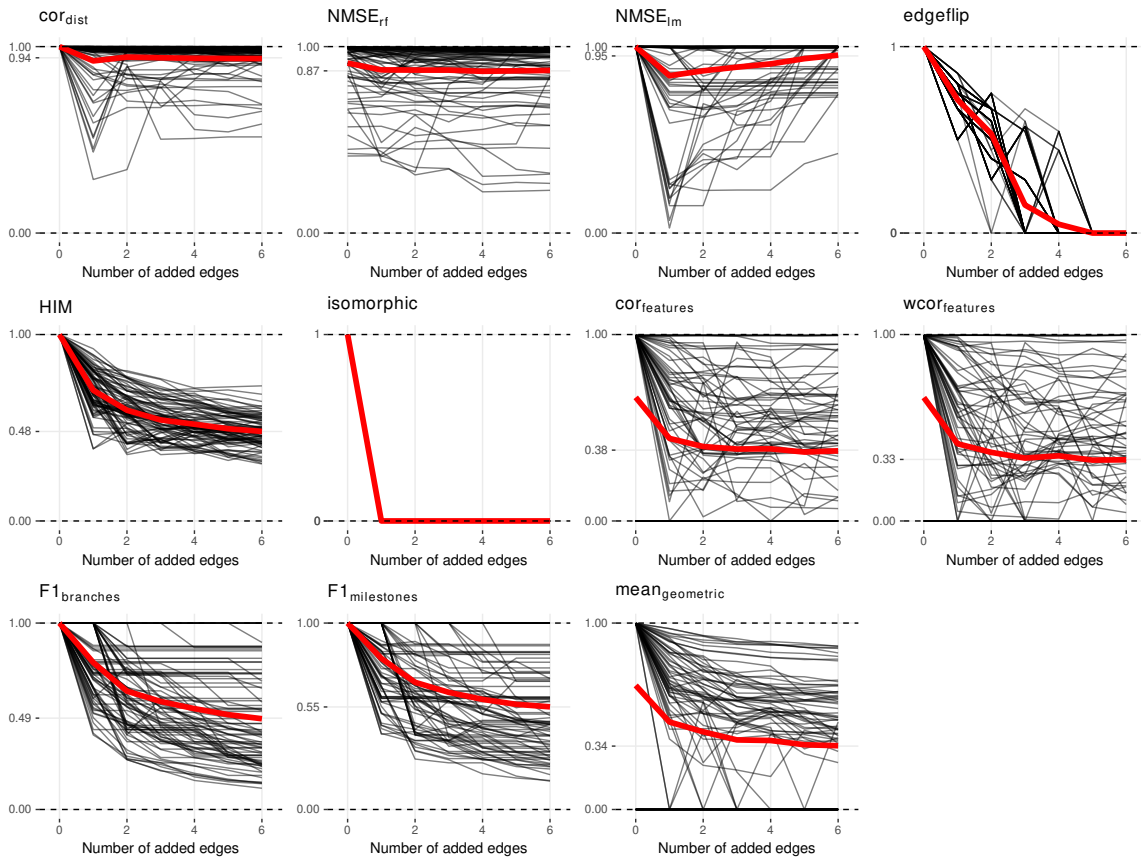 cor_dist NMSE_rf NMSE_lm edgeflip
1.00 0.94 0.00
1.00 0.87 0.00
1.00 0.95 0.00
1 0
0 2 4 6 0 2 4 6 0 2 4 6 0 2 4 6
Number of added edges Number of added edges Number of added edges Number of added edges
HIM isomorphic cor_features wcor_features
1.00 0.48 0.00
1 0
1.00 0.38 0.00
1.00 0.33 0.00
0 2 4 6 0 2 4 6 0 2 4 6 0 2 4 6
Number of added edges Number of added edges Number of added edges Number of added edges
F1_branches F1_milestones mean_geometric
1.00 0.49 0.00
1.00 0.55 0.00
1.00 0.34 0.00
0 2 4 6 0 2 4 6 0 2 4 6
Number of added edges Number of added edges Number of added edges